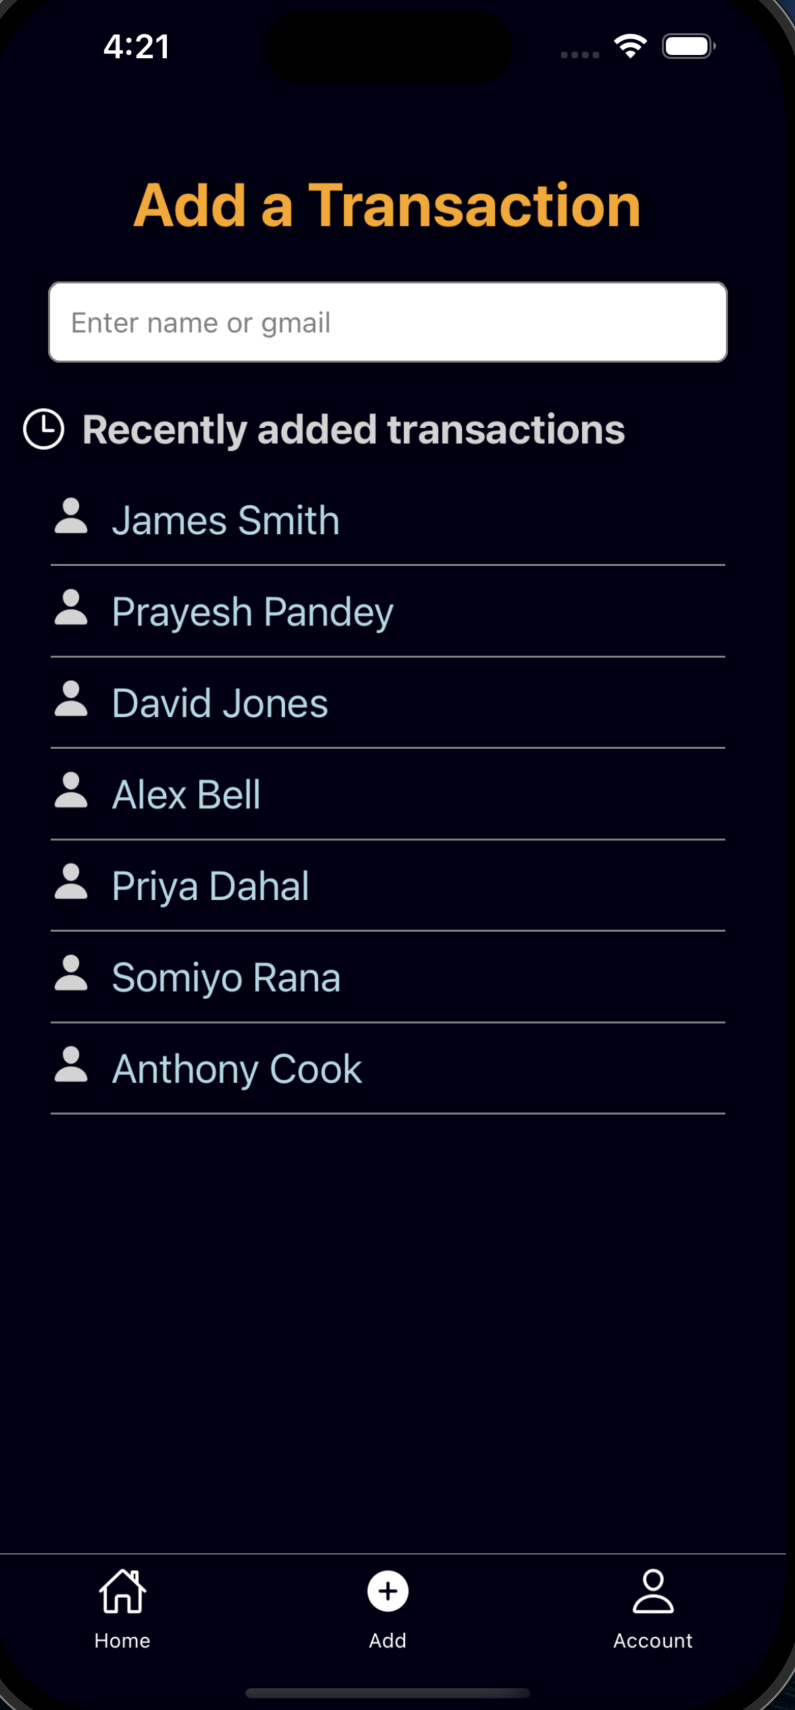 4:21
Add a Transaction
Enter name or gmail
Recently added transactions
James Smith
Prayesh Pandey
David Jones
Alex Bell
Priya Dahal
Somiyo Rana
Anthony Cook
Home Add Account